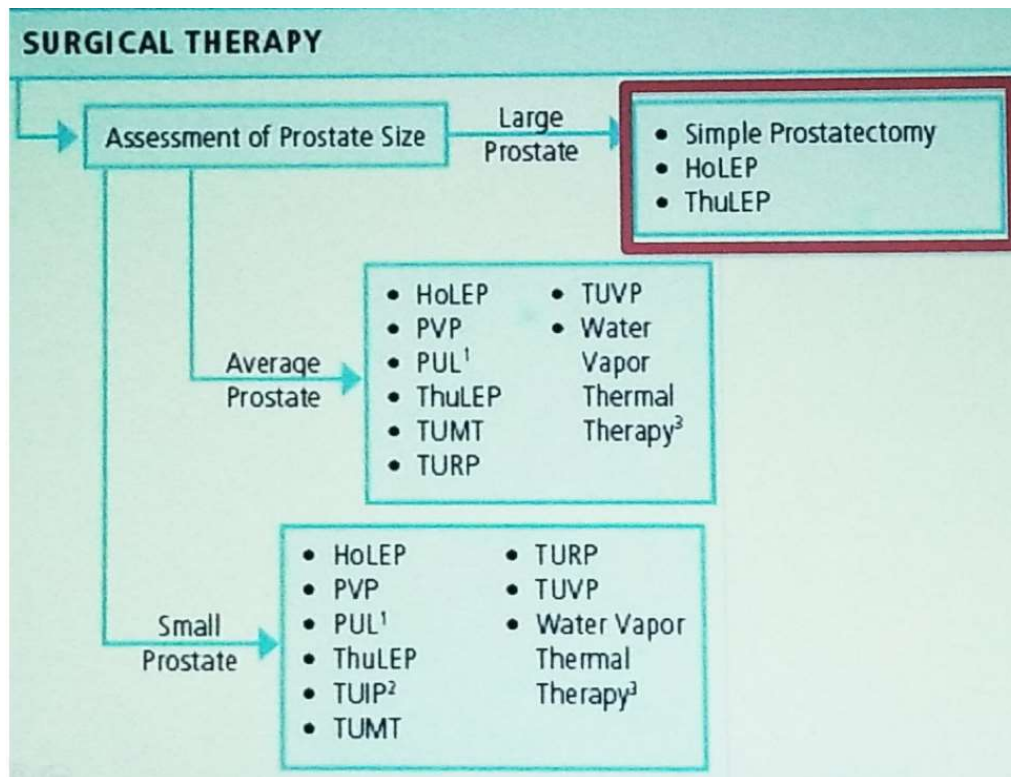 SURGICAL THERAPY
Assessment of Prostate Size
Large
Prostate
• Simple Prostatectomy
• HoLEP
• ThuLEP
Average
Prostate
• HoLEP
• PVP
• PUL¹
• ThuLEP
• TUMT
• TURP
• TUVP
• Water
Vapor
Thermal
Therapy³
Small
Prostate
• HoLEP
• PVP
• PUL¹
• ThuLEP
• TUIP²
• TUMT
• TURP
• TUVP
• Water Vapor
Thermal
Therapy³